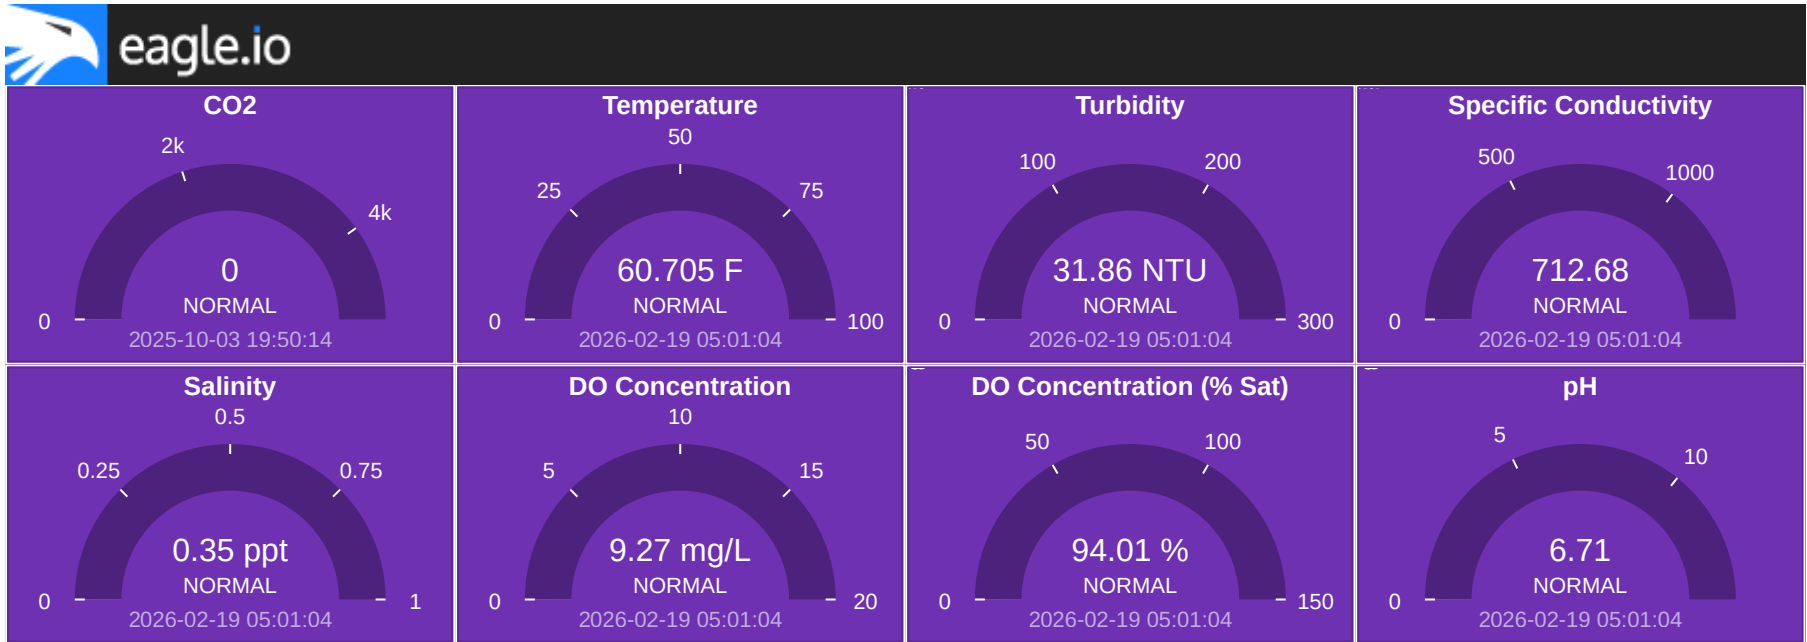 eagle.io
CO2
2k
4k
0
0
NORMAL
2025-10-03 19:50:14
Temperature
50
25
75
60.705 F
NORMAL
0
100
2026-02-19 05:01:04
Turbidity
100
200
31.86 NTU
NORMAL
0
300
2026-02-19 05:01:04
Specific Conductivity
500
1000
712.68
NORMAL
0
2026-02-19 05:01:04
Salinity
0.5
0.25
0.75
0.35 ppt
NORMAL
0
1
2026-02-19 05:01:04
DO Concentration
10
5
15
9.27 mg/L
NORMAL
0
20
2026-02-19 05:01:04
DO Concentration (% Sat)
50
100
94.01 %
NORMAL
0
150
2026-02-19 05:01:04
pH
5
10
6.71
NORMAL
0
2026-02-19 05:01:04